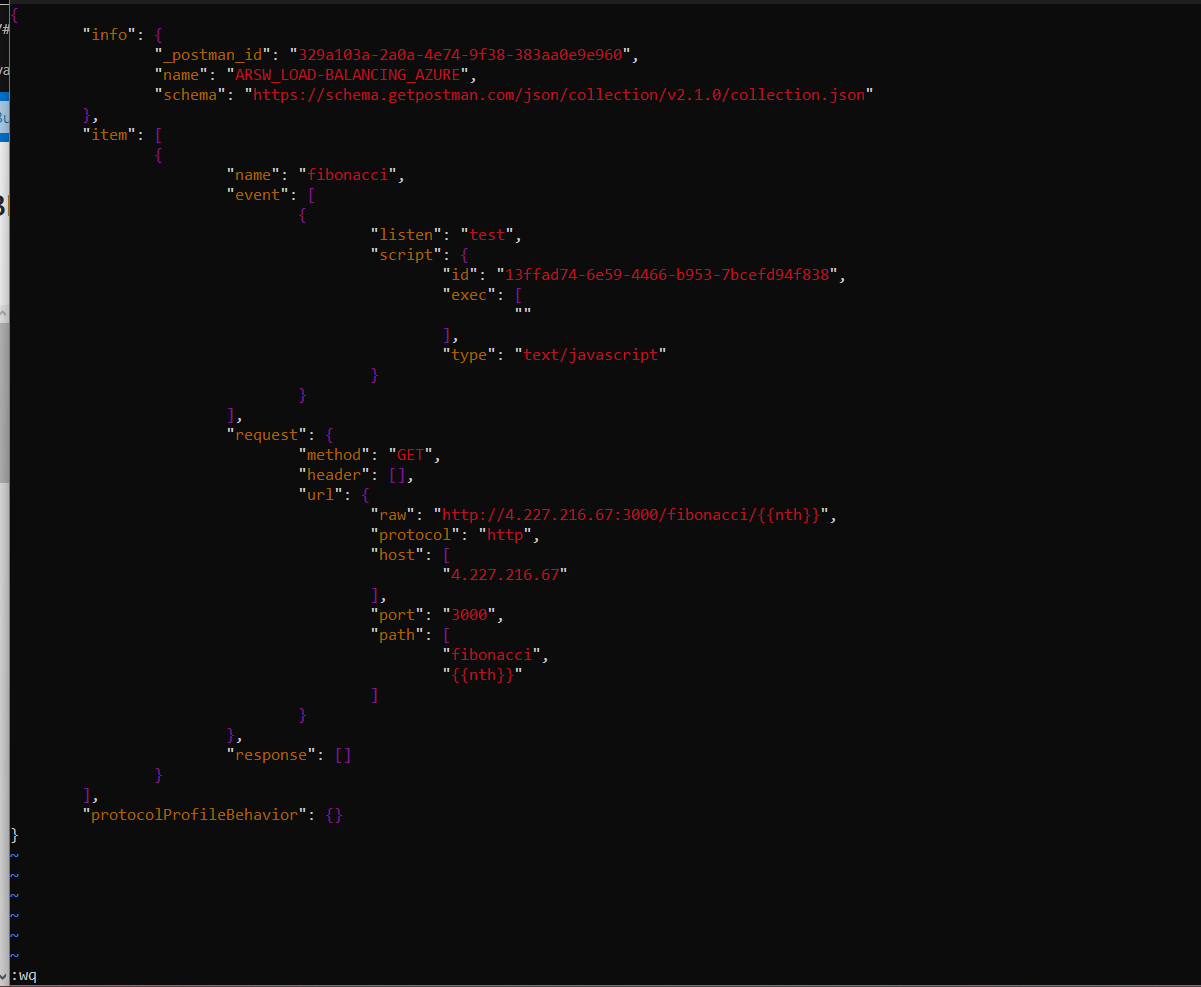 {
"info": {
"_postman_id": "329a103a-2a0a-4e74-9f38-383aa0e9e960",
"name": "ARSW_LOAD-BALANCING_AZURE",
"schema": "https://schema.getpostman.com/json/collection/v2.1.0/collection.json"
},
"item": [
{
"name": "fibonacci",
"event": [
{
"listen": "test",
"script": {
"id": "13ffad74-6e59-4466-b953-7bcefd94f838",
"exec": [
""
],
"type": "text/javascript"
}
}
],
"request": {
"method": "GET",
"header": [],
"url": {
"raw": "http://4.227.216.67:3000/fibonacci/{{nth}}",
"protocol": "http",
"host": [
"4.227.216.67"
],
"port": "3000",
"path": [
"fibonacci",
"{{nth}}"
]
}
},
"response": []
}
],
"protocolProfileBehavior": {}
}
~
~
~
~
~
~
:wq